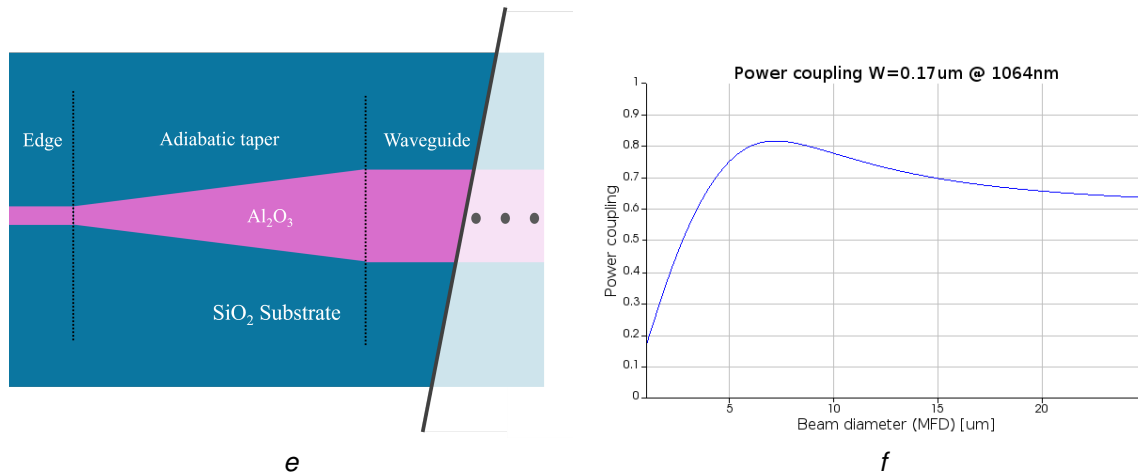 Edge
Adiabatic taper
Waveguide
Al₂O₃
SiO₂ Substrate
e
Power coupling W=0.17um @ 1064nm
Power coupling
1
0.9
0.8
0.7
0.6
0.5
0.4
0.3
0.2
0.1
0
5
10
15
20
Beam diameter (MFD) [um]
f